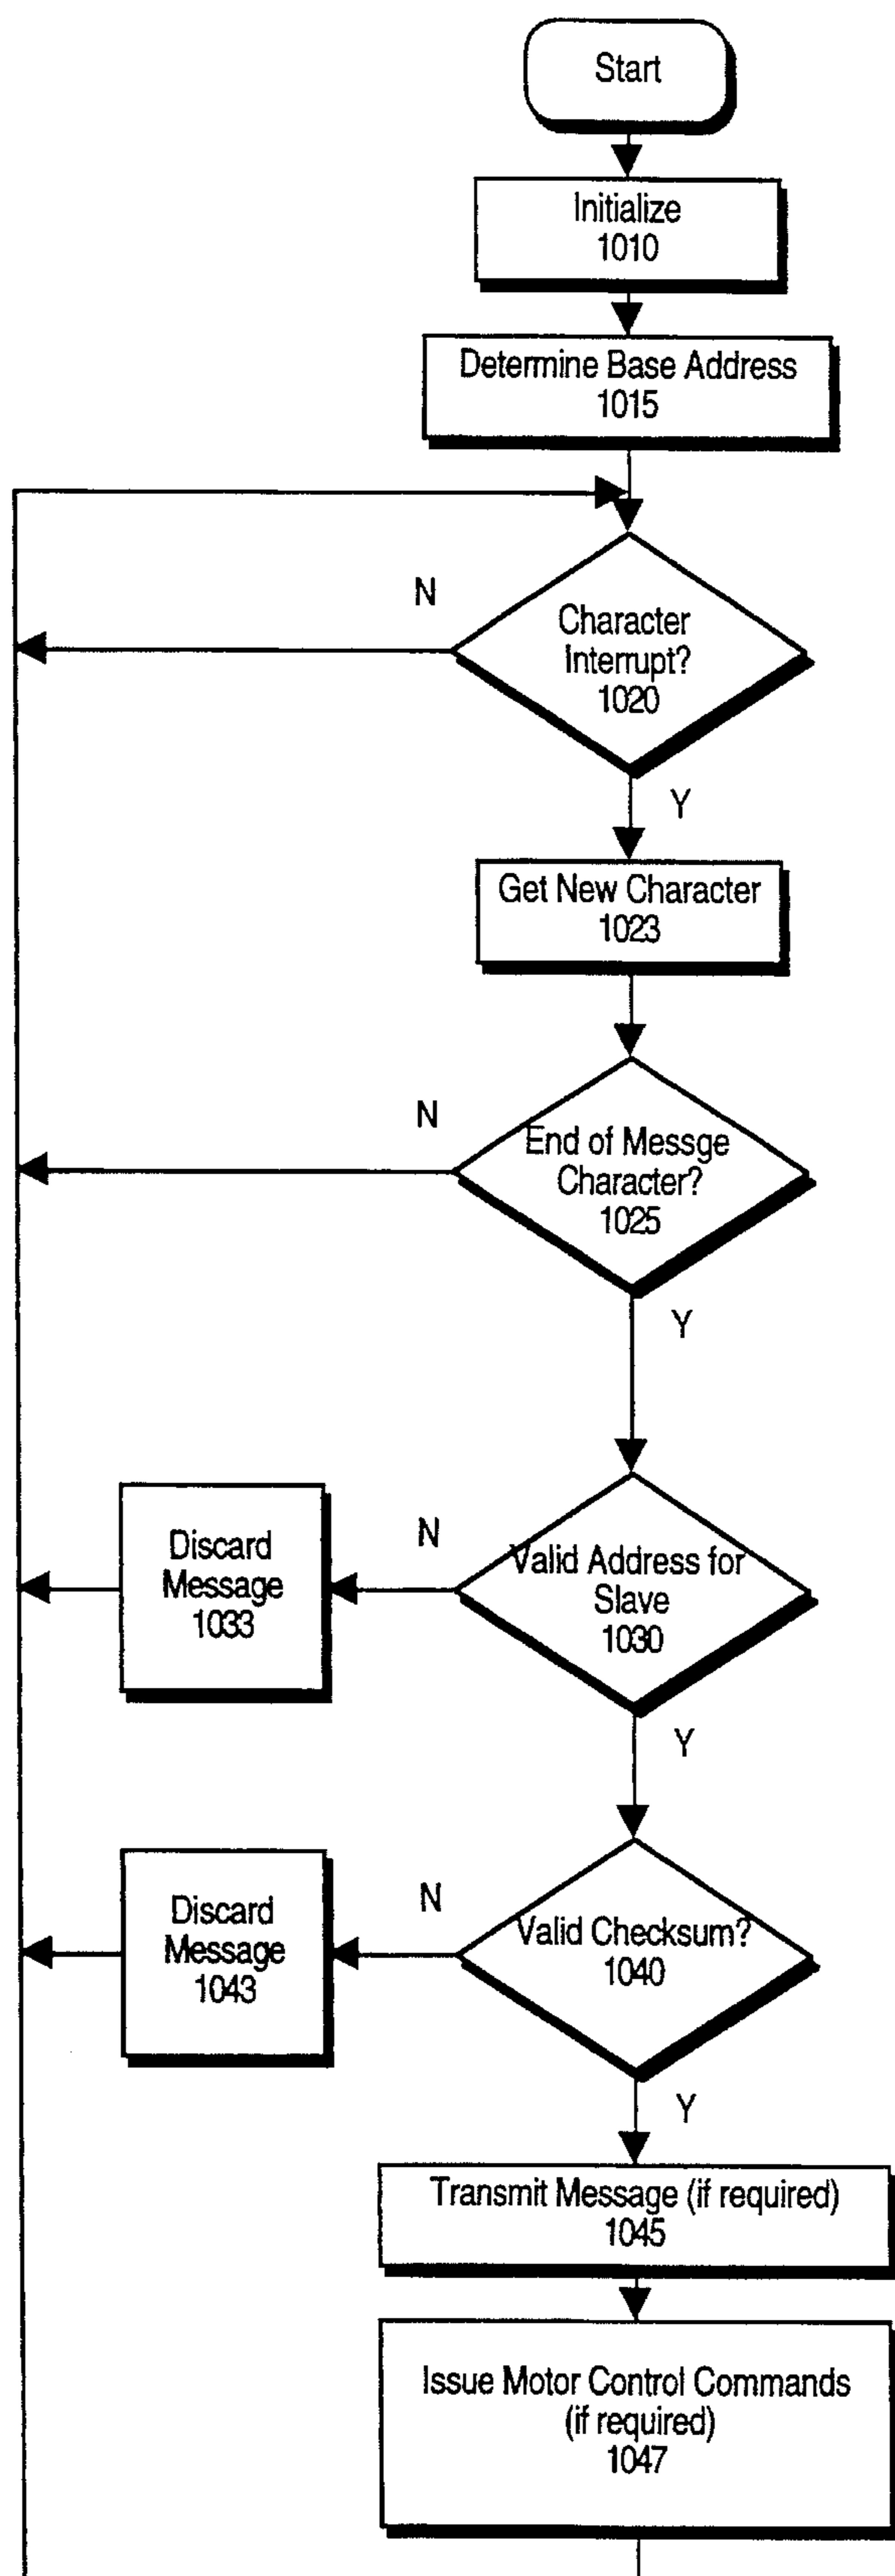 Start
Initialize
1010
Determine Base Address
1015
N
Character
Interrupt?
1020
Y
Get New Character
1023
N
End of Messge
Character?
1025
Y
Discard
Message
1033
N
Valid Address for
Slave
1030
Y
Discard
Message
1043
N
Valid Checksum?
1040
Y
Transmit Message (if required)
1045
Issue Motor Control Commands
(if required)
1047